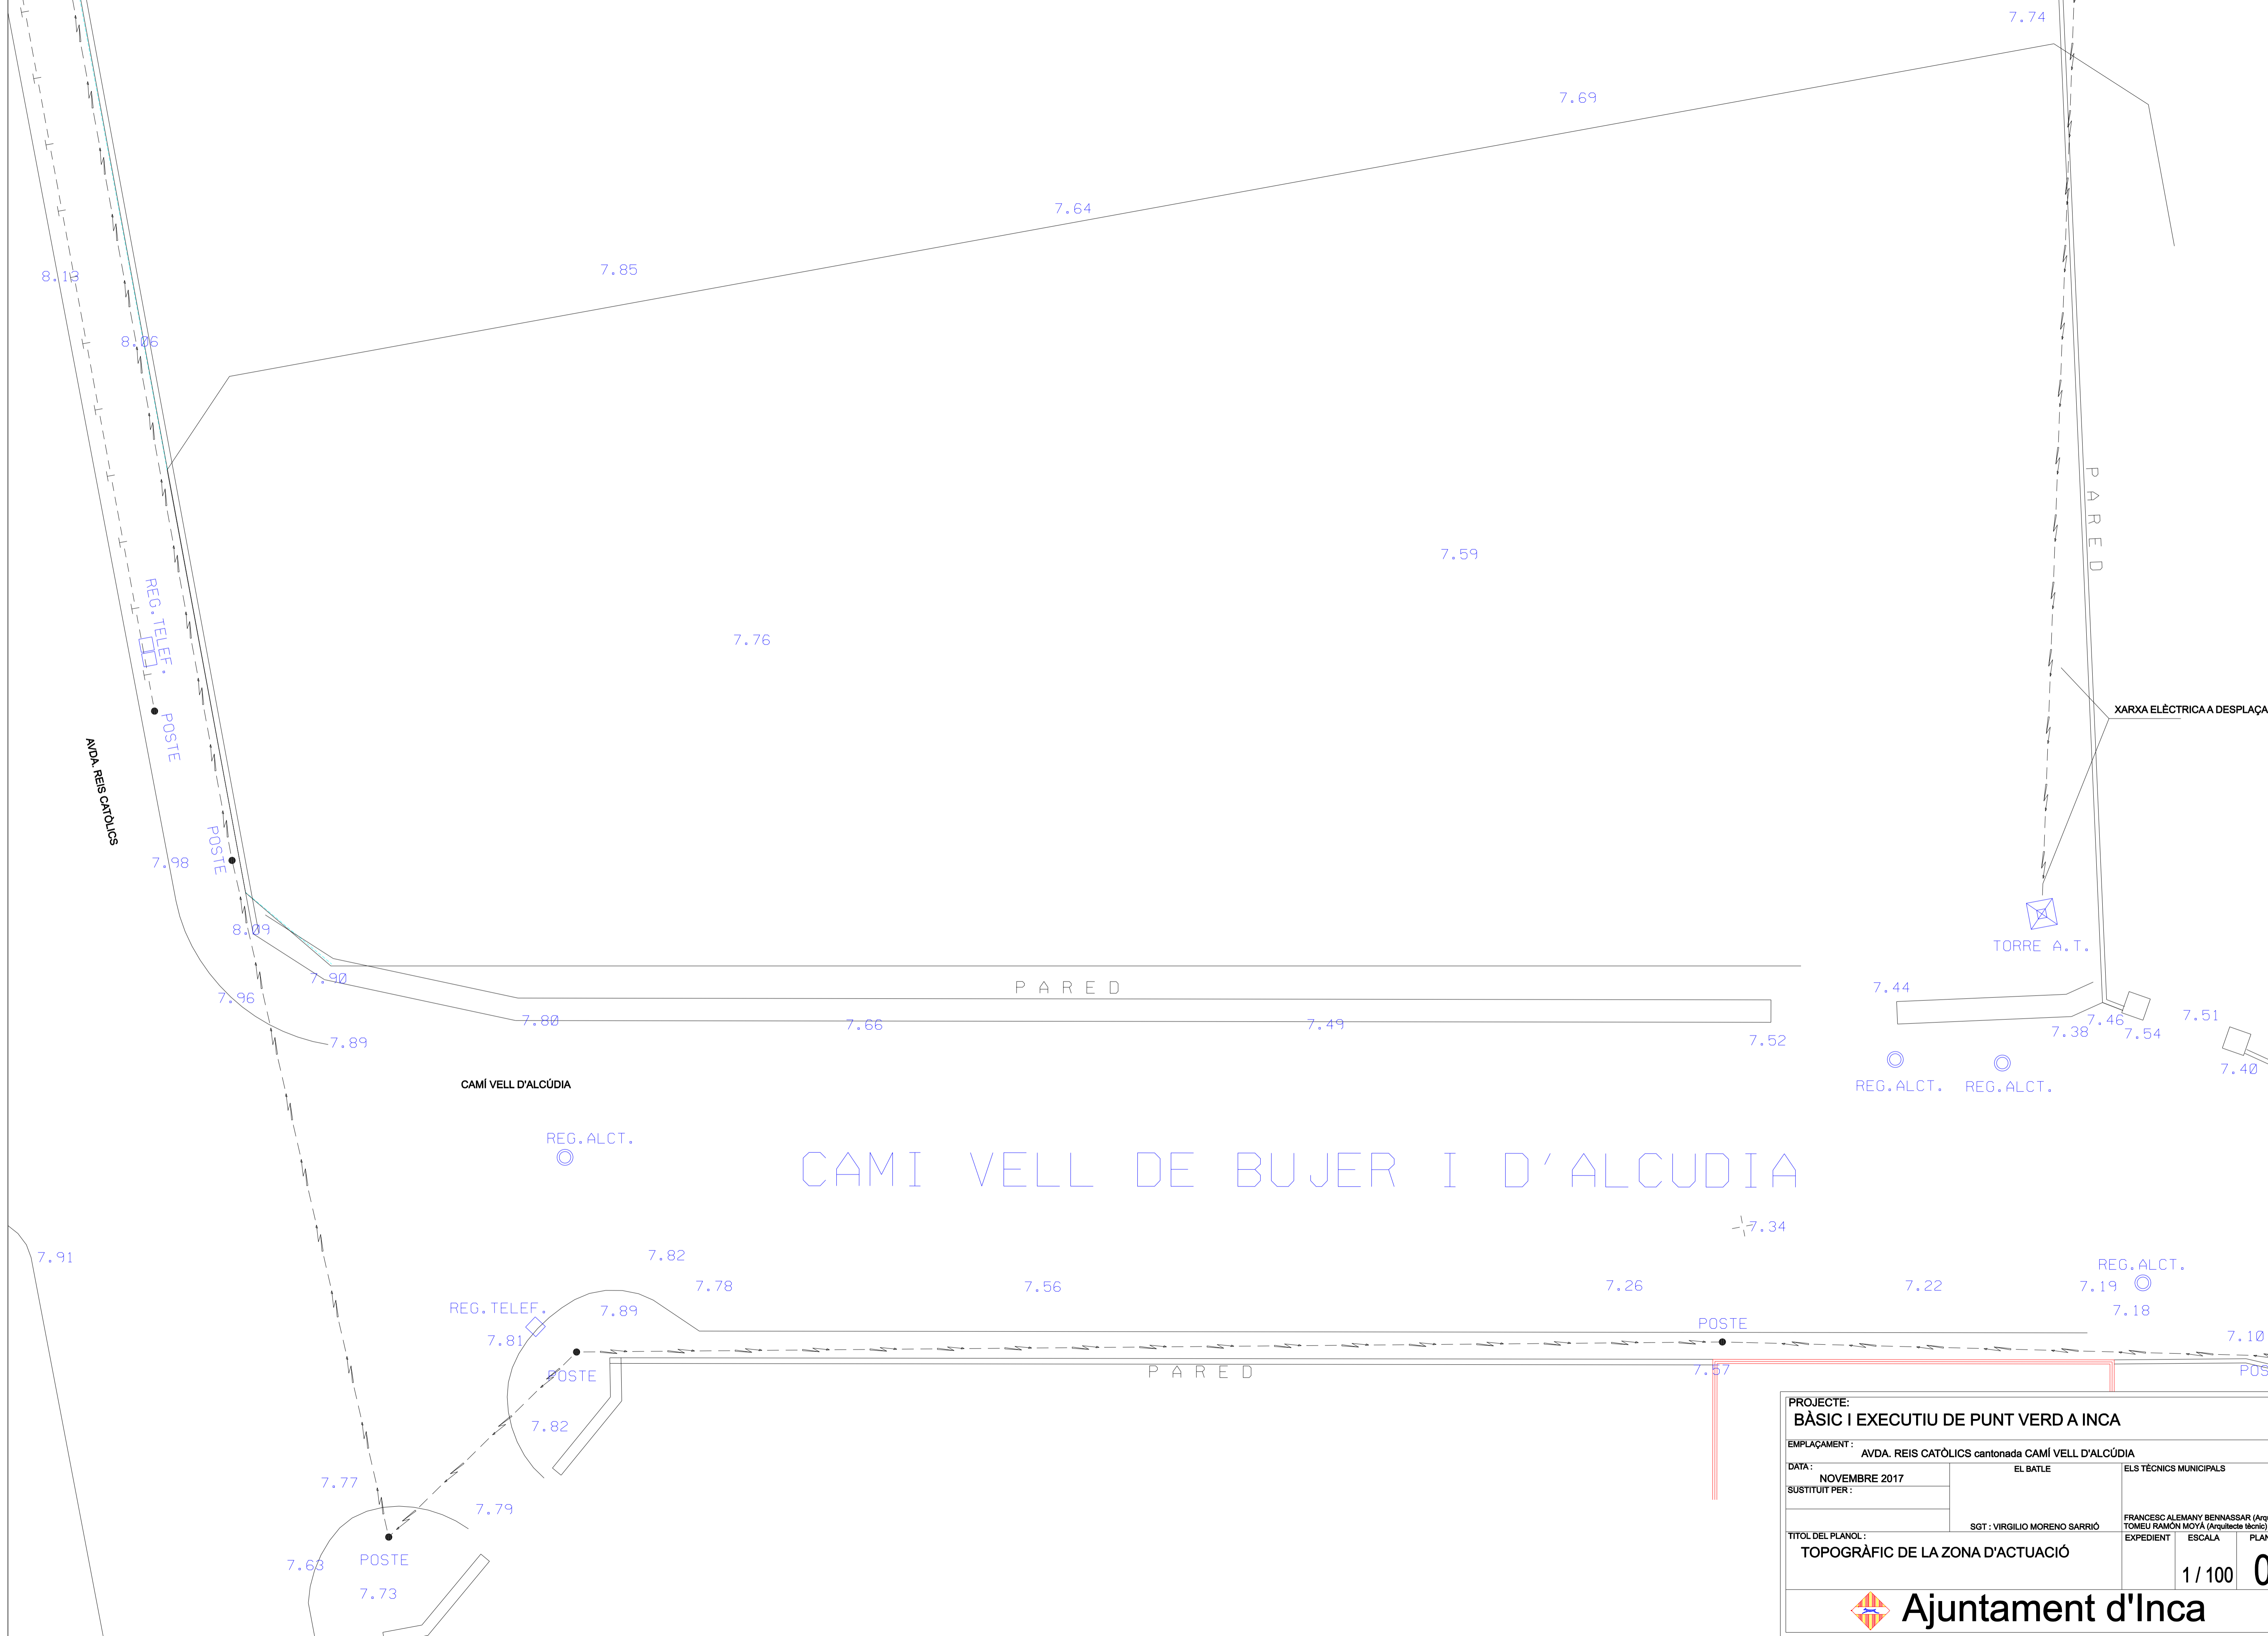 7.74
7.69
7.64
7.85
8.13
8.06
PARED
7.59
7.76
REG.TELEF.
POSTE
XARXA ELÈCTRICA A DESPLAÇA
AVDA. REIS CATÒLICS
POSTE
7.98
8.09
TORRE A.T.
7.90
PARED
7.44
7.96
7.80
7.66
7.49
7.46
7.51
7.89
7.52
7.38
7.54
7.40
CAMÍ VELL D'ALCÚDIA
REG.ALCT.
REG.ALCT.
REG.ALCT.
CAMI VELL DE BUJER I D'ALCUDIA
7.34
7.91
7.82
REG.ALCT.
7.78
7.56
7.26
7.22
7.19
REG.TELEF.
7.89
7.18
7.81
POSTE
7.10
POSTE
PARED
7.57
POS
7.82
7.77
7.79
7.63
POSTE
7.73
PROJECTE:
BÀSIC I EXECUTIU DE PUNT VERD A INCA
EMPLAÇAMENT :
AVDA. REIS CATÒLICS cantonada CAMÍ VELL D'ALCÚDIA
DATA :
NOVEMBRE 2017
EL BATLE
ELS TÈCNICS MUNICIPALS
SUSTITUIT PER :
SGT : VIRGILIO MORENO SARRIÓ
FRANCESC ALEMANY BENNASSAR (Arq
TOMEU RAMÓN MOYÀ (Arquitecte tècnic)
TITOL DEL PLANOL :
TOPOGRÀFIC DE LA ZONA D'ACTUACIÓ
EXPEDIENT
ESCALA
PLAN
1 / 100
0
Ajuntament d'Inca